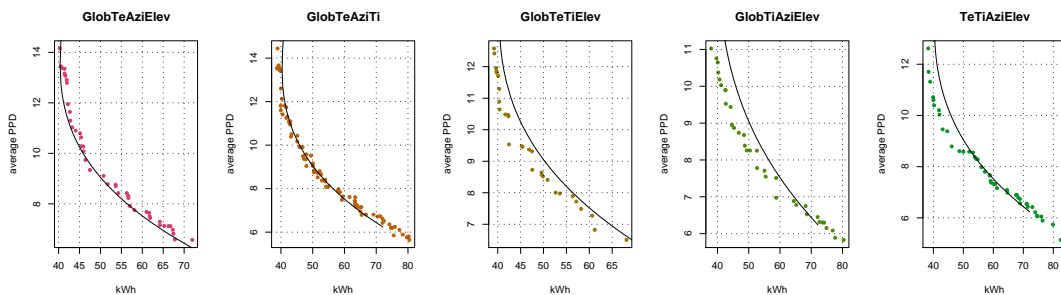 GlobTeAziElev
average PPD
14
12
10
8
40 45 50 55 60 65 70
kWh
GlobTeAziTi
average PPD
14
12
10
8
6
40 50 60 70 80
kWh
GlobTeTiElev
average PPD
12
11
10
9
8
7
40 45 50 55 60 65
kWh
GlobTiAziElev
average PPD
11
10
9
8
7
6
40 50 60 70 80
kWh
TeTiAziElev
average PPD
12
10
8
6
40 50 60 70 80
kWh